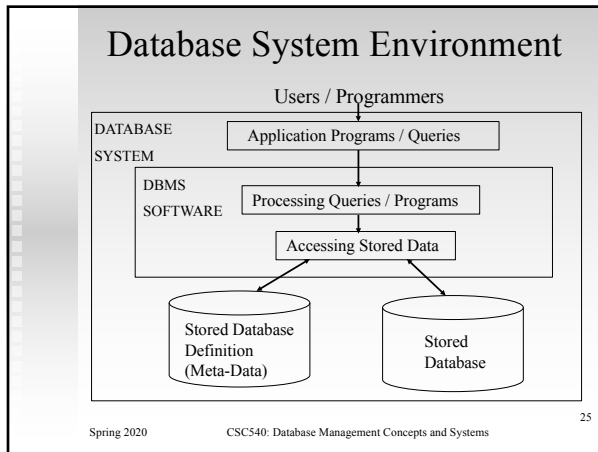 Database System Environment
Users / Programmers
DATABASE
SYSTEM
Application Programs / Queries
DBMS
SOFTWARE
Processing Queries / Programs
Accessing Stored Data
Stored Database
Definition
(Meta-Data)
Stored
Database
Spring 2020
CSC540: Database Management Concepts and Systems
25